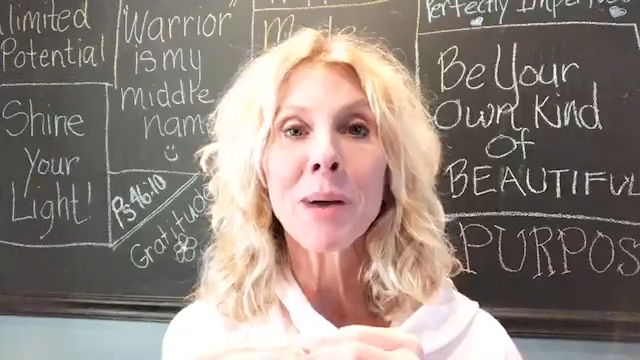 limited
Potential
"Warrior"
is my
middle
name
Made
Perfectly Imperfect
Shine
Your
Light!
Ps 46:10
Gratitude
Be Your
Own Kind
of
BEAUTIFUL
PURPOS